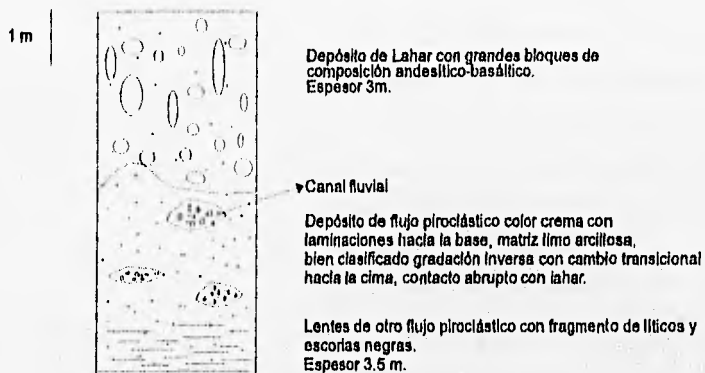 1 m
Depósito de Lahar con grandes bloques de
composición andesítico-basáltico.
Espesor 3m.
Canal fluvial
Depósito de flujo piroclástico color crema con
laminaciones hacia la base, matriz limo arcillosa,
bien clasificado gradación inversa con cambio transicional
hacia la cima, contacto abrupto con lahar.
Lentes de otro flujo piroclástico con fragmento de líticos y
escorias negras.
Espesor 3.5 m.